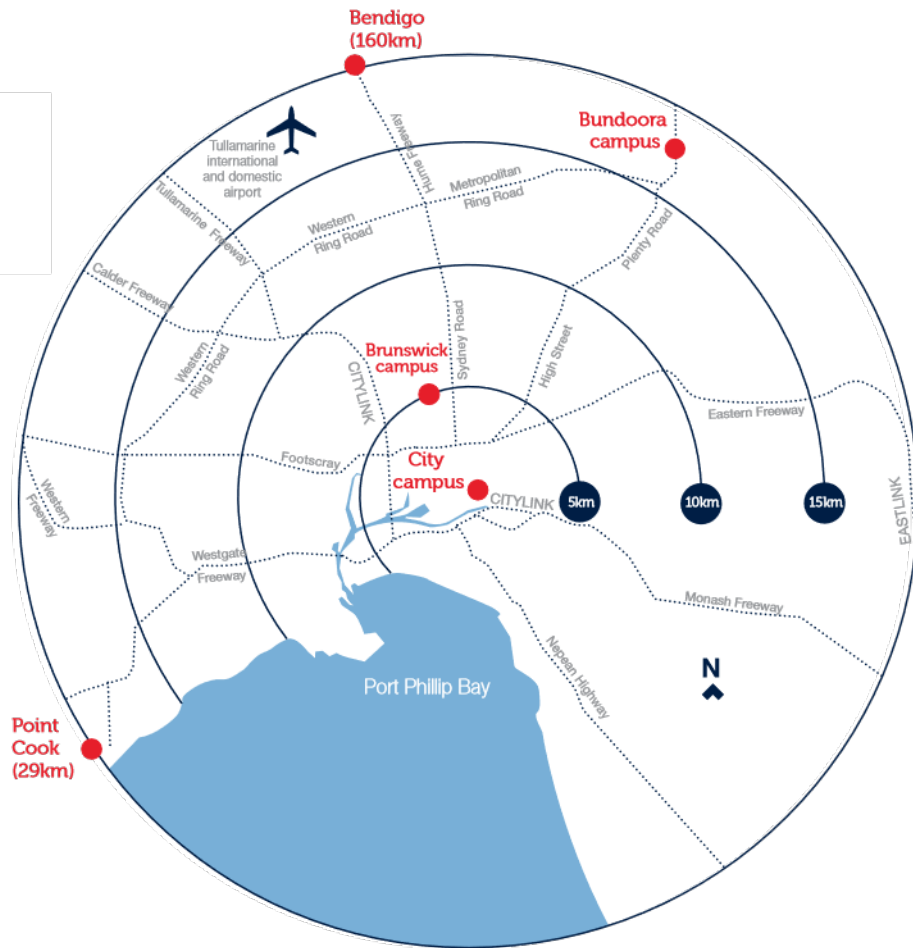 Bendigo
(160km)
Bundoora
campus
Tullamarine
international
and domestic
airport
Hume Freeway
Metropolitan
Ring Road
Western
Ring Road
Tullamarine Freeway
Plenty Road
Calder Freeway
Western
Ring Road
Brunswick
campus
CITYLINK
Sydney Road
High Street
Eastern Freeway
Footscray
City
campus
CITYLINK
5km
10km
15km
EASTLINK
Western
Freeway
Westgate
Freeway
Monash Freeway
Nepean Highway
N
Port Phillip Bay
Point
Cook
(29km)